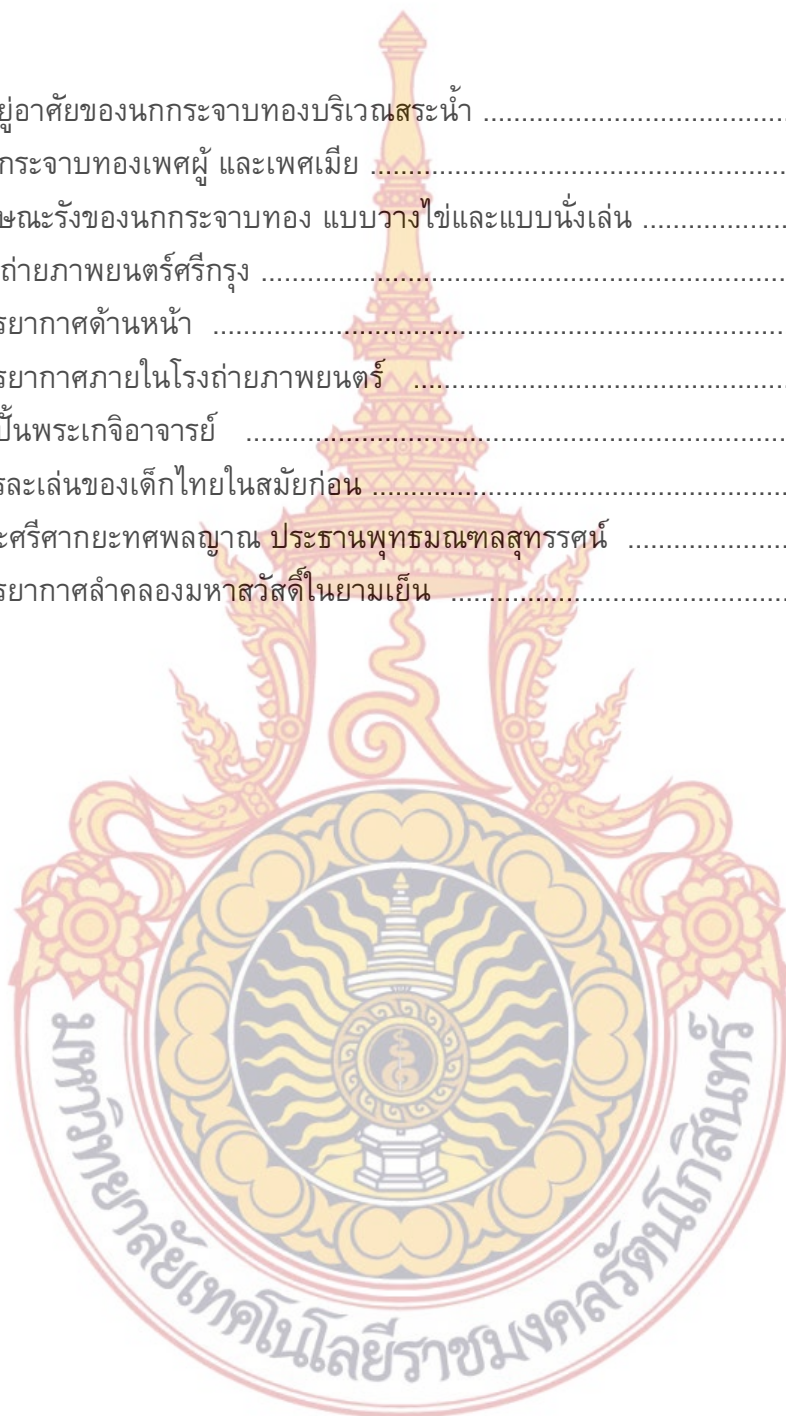 ยู่อาศัยของนกกระจาบทองบริเวณสระน้ำ ........................................
กระจาบทองเพศผู้ และเพศเมีย ........................................................
ษณะรังของนกกระจาบทอง แบบวางไข่และแบบนั่งเล่น ...................
ถ่ายภาพยนตร์ศรีกรุง .......................................................................
รยากาศด้านหน้า .............................................................................
รยากาศภายในโรงถ่ายภาพยนตร์ ..................................................
ปั้นพระเกจิอาจารย์ .........................................................................
รละเล่นของเด็กไทยในสมัยก่อน ........................................................
ะศรีศากยะทศพลญาณ ประธานพุทธมณฑลสุทรรศน์ .....................
รยากาศลำคลองมหาสวัสดิ์ในยามเย็น .............................................
มหาวิทยาลัยเทคโนโลยีราชมงคลรัตนโกสินทร์